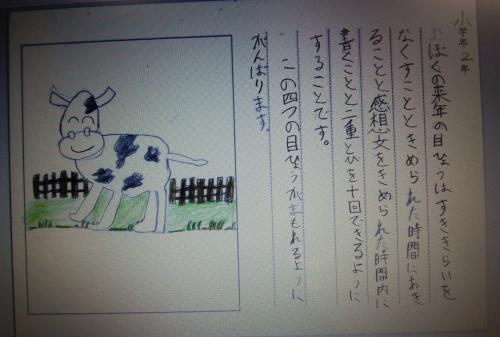 小学年2年
ぼくの来年の目ひょうはすききらいを
なくすことときめられた時間におき
ることと感想文をきめられた時間内に
書くことと二重とびを十回できるように
することです。
この四つの目ひょうがまもれるように
がんばります。